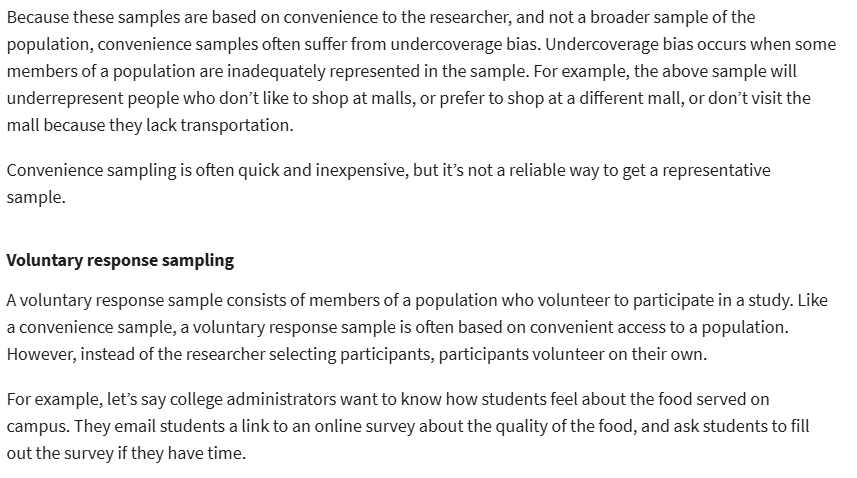 Because these samples are based on convenience to the researcher, and not a broader sample of the
population, convenience samples often suffer from undercoverage bias. Undercoverage bias occurs when some
members of a population are inadequately represented in the sample. For example, the above sample will
underrepresent people who don’t like to shop at malls, or prefer to shop at a different mall, or don’t visit the
mall because they lack transportation.
Convenience sampling is often quick and inexpensive, but it’s not a reliable way to get a representative
sample.
Voluntary response sampling
A voluntary response sample consists of members of a population who volunteer to participate in a study. Like
a convenience sample, a voluntary response sample is often based on convenient access to a population.
However, instead of the researcher selecting participants, participants volunteer on their own.
For example, let’s say college administrators want to know how students feel about the food served on
campus. They email students a link to an online survey about the quality of the food, and ask students to fill
out the survey if they have time.